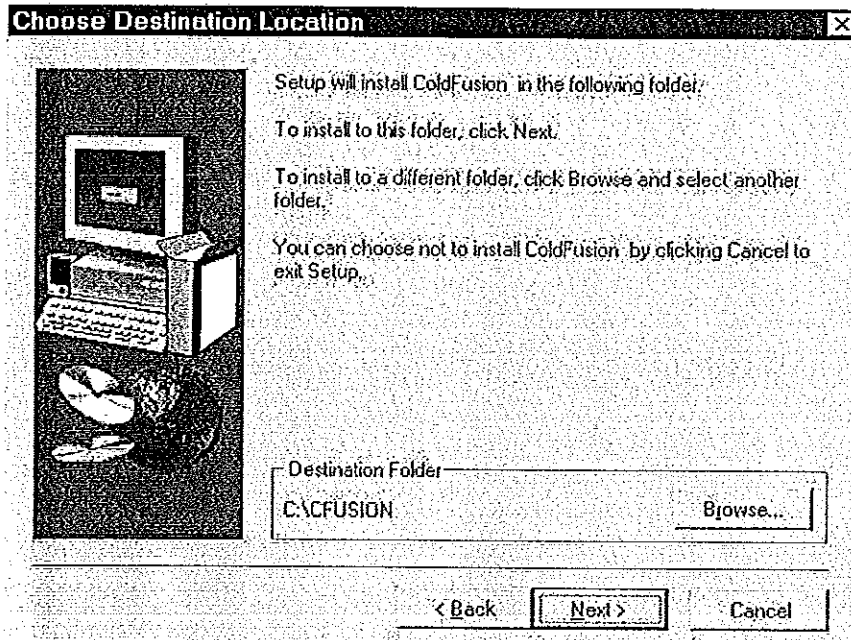 Choose Destination Location
Setup will install ColdFusion in the following folder.
To install to this folder, click Next.
To install to a different folder, click Browse and select another
folder.
You can choose not to install ColdFusion by clicking Cancel to
exit Setup.
Destination Folder
C:\CFUSION
Browse...
< Back
Next >
Cancel